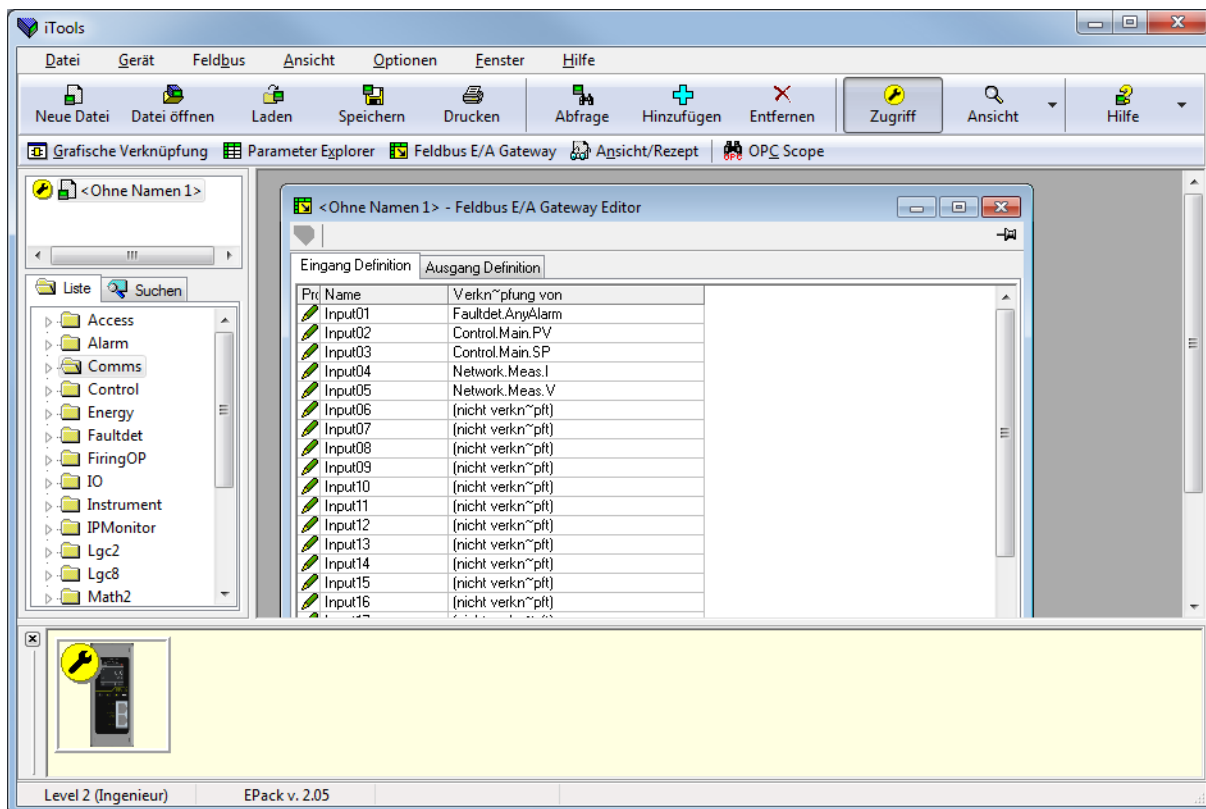 iTools
Datei Gerät Feldbus Ansicht Optionen Fenster Hilfe
Neue Datei Datei öffnen Laden Speichern Drucken Abfrage Hinzufügen Entfernen Zugriff Ansicht Hilfe
Grafische Verknüpfung Parameter Explorer Feldbus E/A Gateway Ansicht/Rezept OPC Scope
<Ohne Namen 1>
Liste Suchen
Access
Alarm
Comms
Control
Energy
Faultdet
FiringOP
IO
Instrument
IPMonitor
Lgc2
Lgc8
Math2
<Ohne Namen 1> - Feldbus E/A Gateway Editor
Eingang Definition Ausgang Definition
Name Verkn~pfung von
Input01 Faultdet.AnyAlarm
Input02 Control.Main.PV
Input03 Control.Main.SP
Input04 Network.Meas.I
Input05 Network.Meas.V
Input06 (nicht verkn~pft)
Input07 (nicht verkn~pft)
Input08 (nicht verkn~pft)
Input09 (nicht verkn~pft)
Input10 (nicht verkn~pft)
Input11 (nicht verkn~pft)
Input12 (nicht verkn~pft)
Input13 (nicht verkn~pft)
Input14 (nicht verkn~pft)
Input15 (nicht verkn~pft)
Input16 (nicht verkn~pft)
Level 2 (Ingenieur) EPack v. 2.05